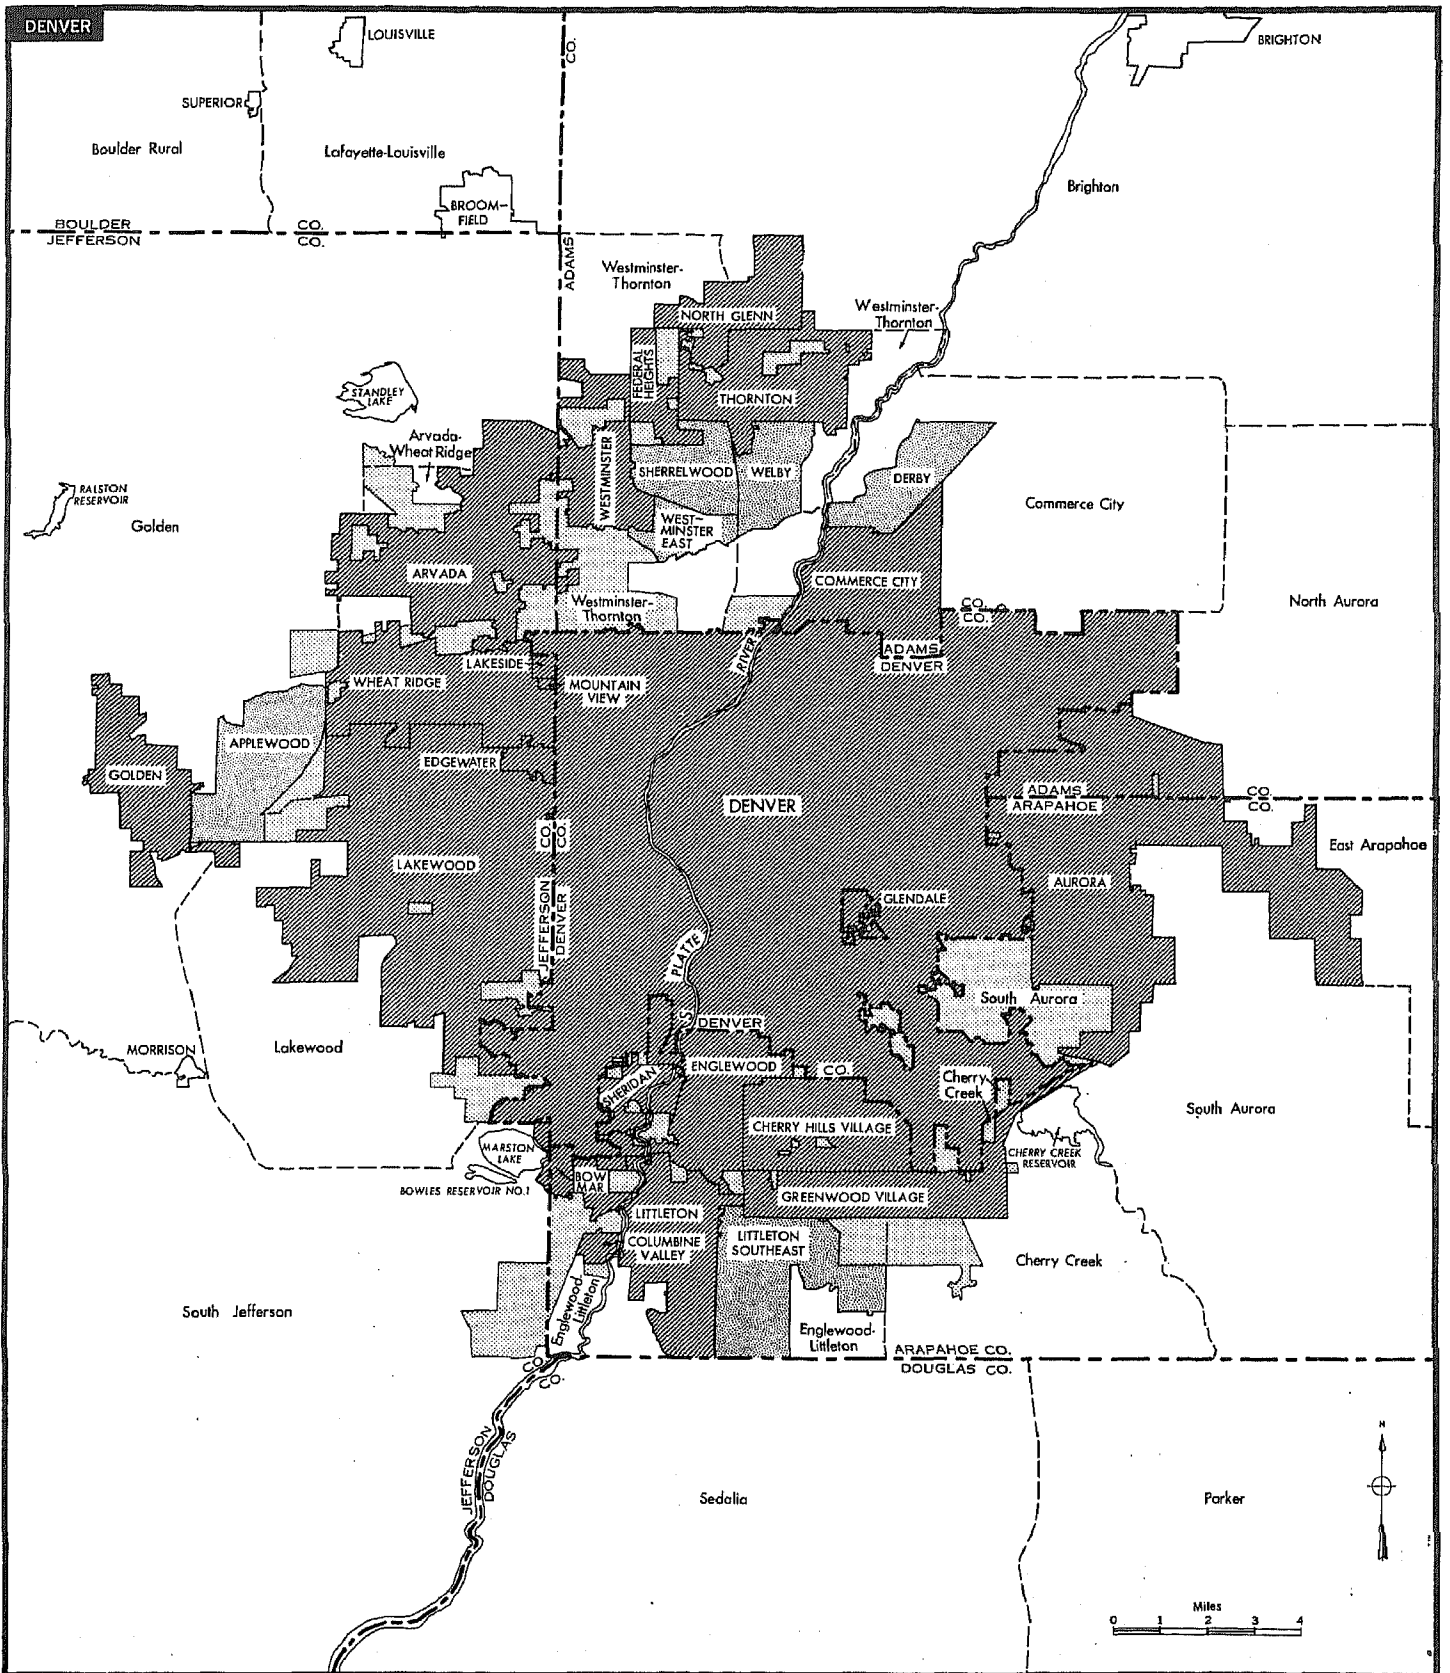 DENVER
LOUISVILLE
CO.
BRIGHTON
SUPERIOR
Boulder Rural
Lafayette-Louisville
Brighton
BROOM-
FIELD
BOULDER
JEFFERSON
CO.
CO.
ADAMS
Westminster-
Thornton
NORTH GLENN
Westminster-
Thornton
FEDERAL
HEIGHTS
STANDLEY
LAKE
THORNTON
Arvada-
Wheat Ridge
WESTMINSTER
SHERRELWOOD
WELBY
DERBY
RALSTON
RESERVOIR
Golden
Commerce City
WEST-
MINSTER
EAST
ARVADA
COMMERCE CITY
Westminster-
Thornton
North Aurora
CO.
CO.
ADAMS
DENVER
RIVER
LAKESIDE
WHEAT RIDGE
MOUNTAIN
VIEW
APPLEWOOD
EDGEWATER
GOLDEN
DENVER
ADAMS
ARAPAHOE
CO.
CO.
CO.
CO.
East Arapahoe
LAKEWOOD
AURORA
GLENDALE
JEFFERSON
DENVER
PLATTE
South Aurora
S.
DENVER
MORRISON
Lakewood
ENGLEWOOD
CO.
SHERIDAN
Cherry
Creek
South Aurora
CHERRY HILLS VILLAGE
MARSTON
LAKE
CHERRY CREEK
RESERVOIR
BOWLES RESERVOIR NO.1
BOW
MAR
GREENWOOD VILLAGE
LITTLETON
COLUMBINE
VALLEY
LITTLETON
SOUTHEAST
Cherry Creek
Englewood-
Littleton
South Jefferson
Englewood-
Littleton
ARAPAHOE CO.
DOUGLAS CO.
CO.
CO.
JEFFERSON
DOUGLAS
Sedalia
Parker
N
Miles
0 1 2 3 4